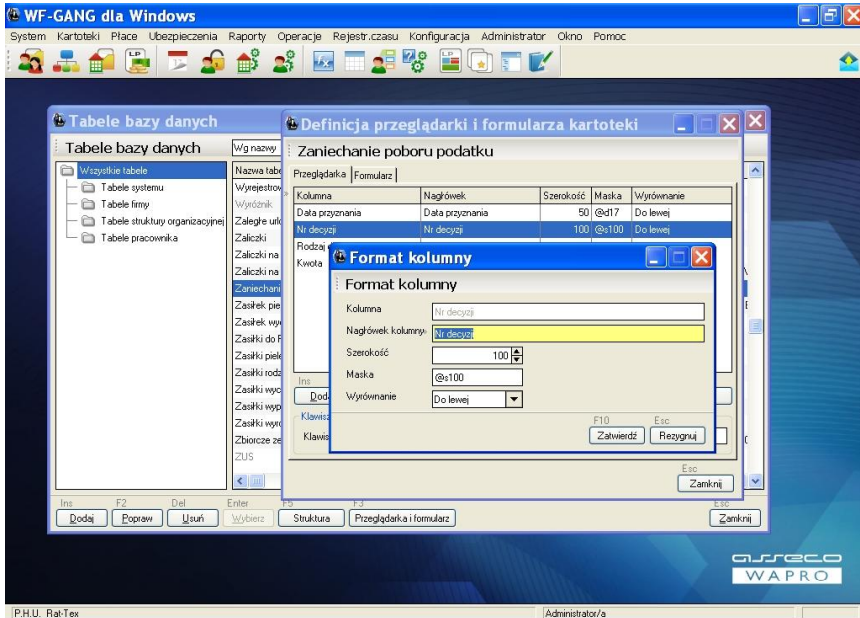 WF-GANG dla Windows
System Kartoteki Płace Ubezpieczenia Raporty Operacje Rejestr.czasu Konfiguracja Administrator Okno Pomoc
Tabele bazy danych
Tabele bazy danych
Wg nazwy
Wszystkie tabele
Tabele systemu
Tabele firmy
Tabele struktury organizacyjnej
Tabele pracownika
Nazwa tabe
Wyrejestrow
Wyróżnik
Zaległe url
Zaliczki
Zaliczki na
Zaliczki na
Zaniechani
Zasiłek pie
Zasiłek wy
Zasiłki do
Zasiłki piel
Zasiłki rodz
Zasiłki wyc
Zasiłki wyp
Zasiłki wyr
Zbiorcze ze
ZUS
Ins F2 Del Enter F5 F3 Esc
Dodaj Popraw Usuń Wybierz Struktura Przeglądarka i formularz Zamknij
Definicja przeglądarki i formularza kartoteki
Zaniechanie poboru podatku
Przeglądarka Formularz
Kolumna Nagłówek Szerokość Maska Wyrównanie
Data przyznania Data przyznania 50 @d17 Do lewej
Nr decyzji Nr decyzji 100 @s100 Do lewej
Rodzaj
Kwota
Ins
Doda
Klawisz
Klawis
Esc
Zamknij
Format kolumny
Format kolumny
Kolumna Nr decyzji
Nagłówek kolumny Nr decyzji
Szerokość 100
Maska @s100
Wyrównanie Do lewej
F10 Esc
Zatwierdź Rezygnuj
asseco
WAPRO
P.H.U. Rat-Tex Administrator/a